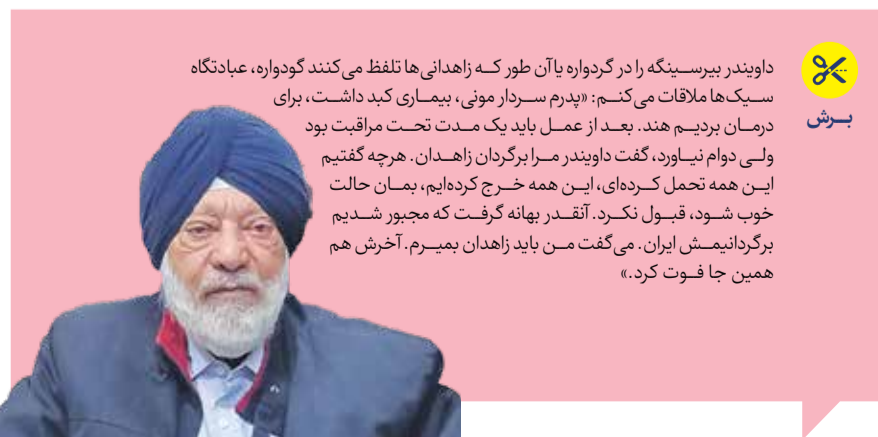 برش
داویندر بیرسینگه را در گردواره یا آن طور که زاهدانی‌ها تلفظ می‌کنند گودواره، عبادتگاه
سیک‌ها ملاقات می‌کنم: «پدرم سردار مونی، بیماری کبد داشت، برای
درمان بردیم هند. بعد از عمل باید یک مدت تحت مراقبت بود
ولی دوام نیاورد، گفت داویندر مرا برگردان زاهدان. هرچه گفتیم
این همه تحمل کرده‌ای، این همه خرج کرده‌ایم، بمان حالت
خوب شود، قبول نکرد. آنقدر بهانه گرفت که مجبور شدیم
برگردانیمش ایران. می‌گفت من باید زاهدان بمیرم. آخرش هم
همین جا فوت کرد.»